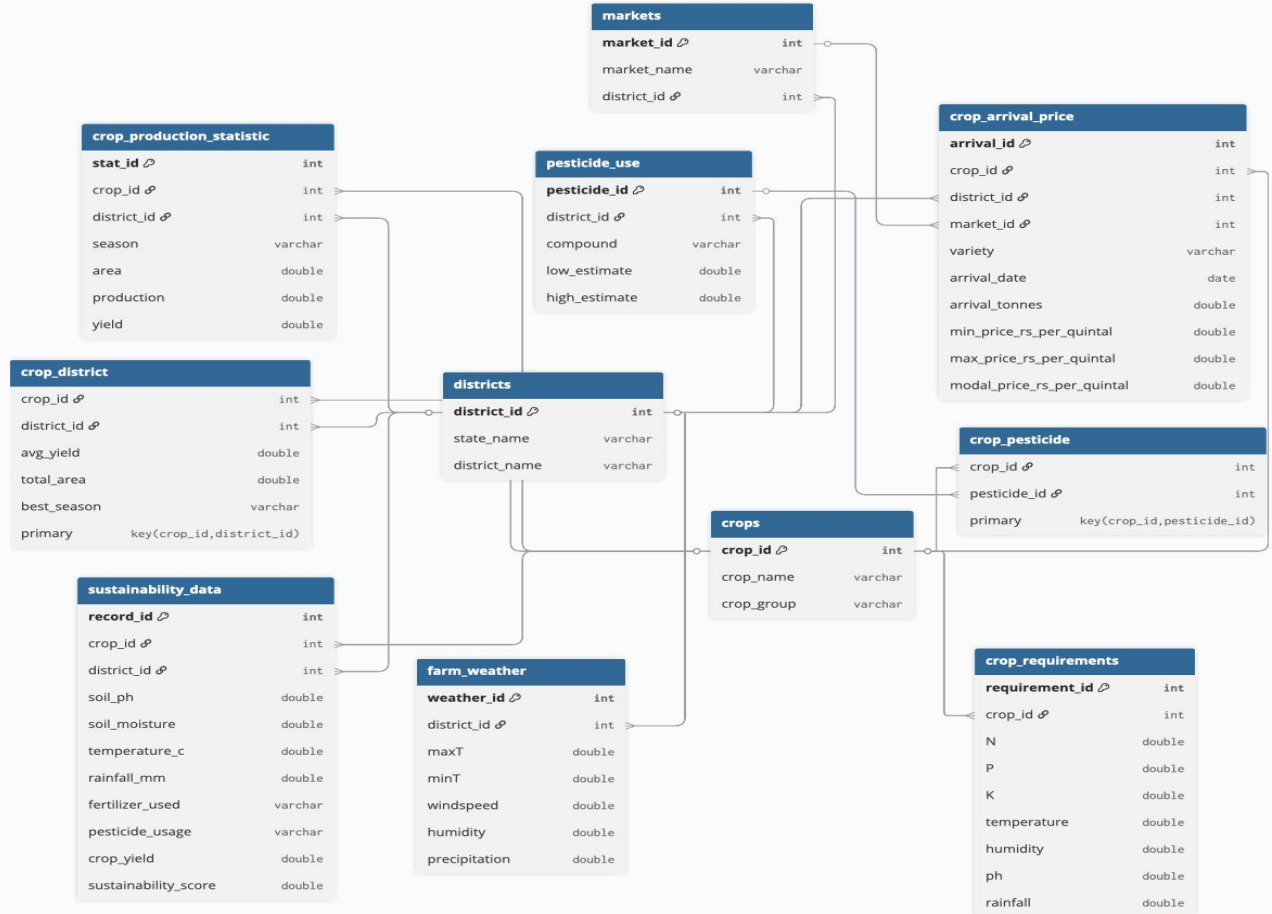 markets
market_id int
market_name varchar
district_id int
crop_production_statistic
stat_id int
crop_id int
district_id int
season varchar
area double
production double
yield double
pesticide_use
pesticide_id int
district_id int
compound varchar
low_estimate double
high_estimate double
crop_arrival_price
arrival_id int
crop_id int
district_id int
market_id int
variety varchar
arrival_date date
arrival_tonnes double
min_price_rs_per_quintal double
max_price_rs_per_quintal double
modal_price_rs_per_quintal double
crop_district
crop_id int
district_id int
avg_yield double
total_area double
best_season varchar
primary key(crop_id,district_id)
districts
district_id int
state_name varchar
district_name varchar
crop_pesticide
crop_id int
pesticide_id int
primary key(crop_id,pesticide_id)
crops
crop_id int
crop_name varchar
crop_group varchar
sustainability_data
record_id int
crop_id int
district_id int
soil_ph double
soil_moisture double
temperature_c double
rainfall_mm double
fertilizer_used varchar
pesticide_usage varchar
crop_yield double
sustainability_score double
farm_weather
weather_id int
district_id int
maxT double
minT double
windspeed double
humidity double
precipitation double
crop_requirements
requirement_id int
crop_id int
N double
P double
K double
temperature double
humidity double
ph double
rainfall double